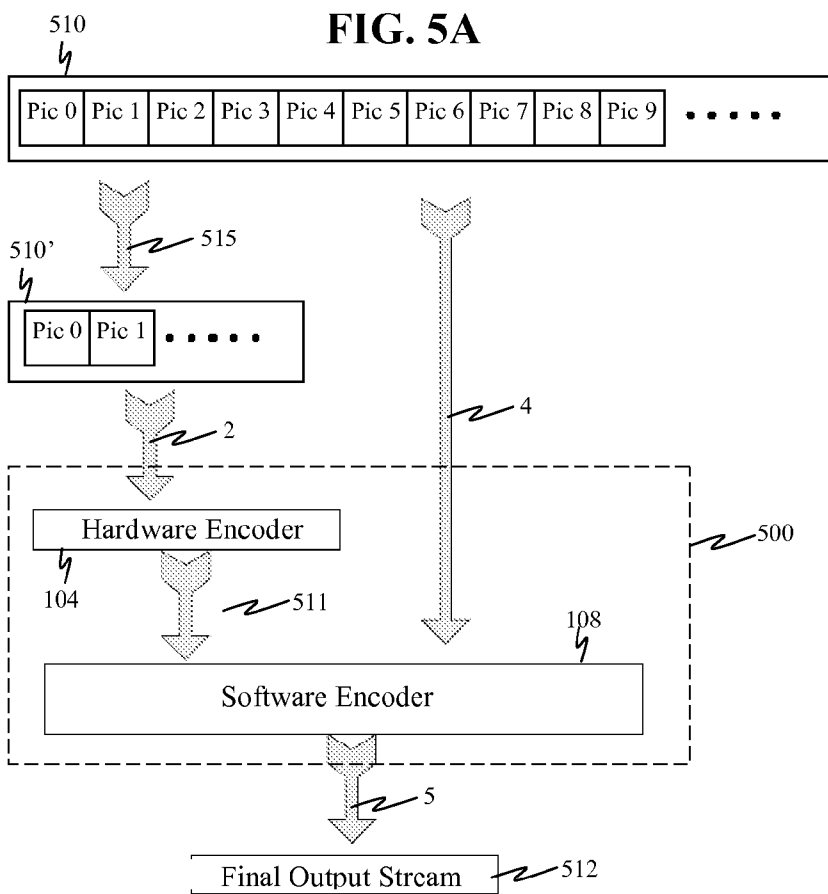 FIG. 5A
510
Pic 0 Pic 1 Pic 2 Pic 3 Pic 4 Pic 5 Pic 6 Pic 7 Pic 8 Pic 9
515
510’
Pic 0 Pic 1
2
4
Hardware Encoder
500
104
511
108
Software Encoder
5
Final Output Stream
512